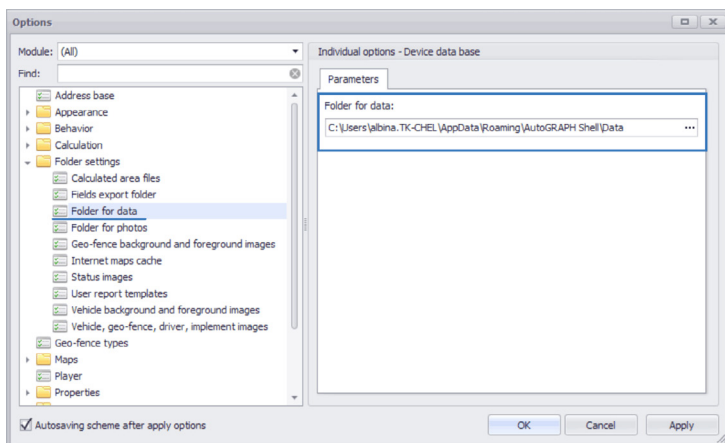 Options
Module: (All)
Find:
Address base
Appearance
Behavior
Calculation
Folder settings
Calculated area files
Fields export folder
Folder for data
Folder for photos
Geo-fence background and foreground images
Internet maps cache
Status images
User report templates
Vehicle background and foreground images
Vehicle, geo-fence, driver, implement images
Geo-fence types
Maps
Player
Properties
Individual options - Device data base
Parameters
Folder for data:
C:\Users\albina.TK-CHEL\AppData\Roaming\AutoGRAPH Shell\Data ...
Autosaving scheme after apply options
OK Cancel Apply